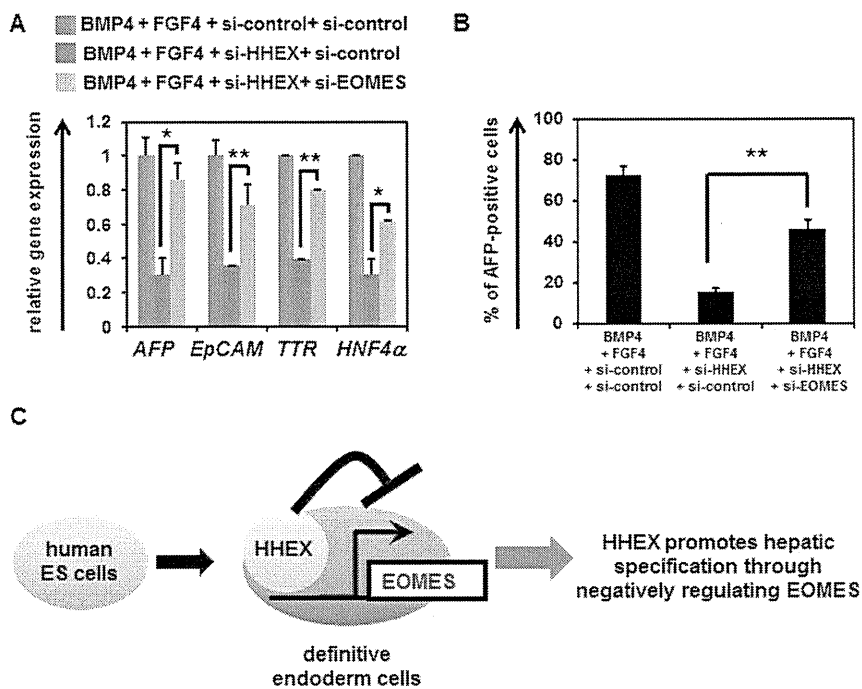 A
BMP4 + FGF4 + si-control+ si-control
BMP4 + FGF4 + si-HHEX+ si-control
BMP4 + FGF4 + si-HHEX+ si-EOMES
relative gene expression
1.2
1
0.8
0.6
0.4
0.2
0
*
**
**
*
AFP EpCAM TTR HNF4α
B
% of AFP-positive cells
100
80
60
40
20
0
**
BMP4
+ FGF4
+ si-control
+ si-control
BMP4
+ FGF4
+ si-HHEX
+ si-control
BMP4
+ FGF4
+ si-HHEX
+ si-EOMES
C
human
ES cells
HHEX
EOMES
definitive
endoderm cells
HHEX promotes hepatic
specification through
negatively regulating EOMES